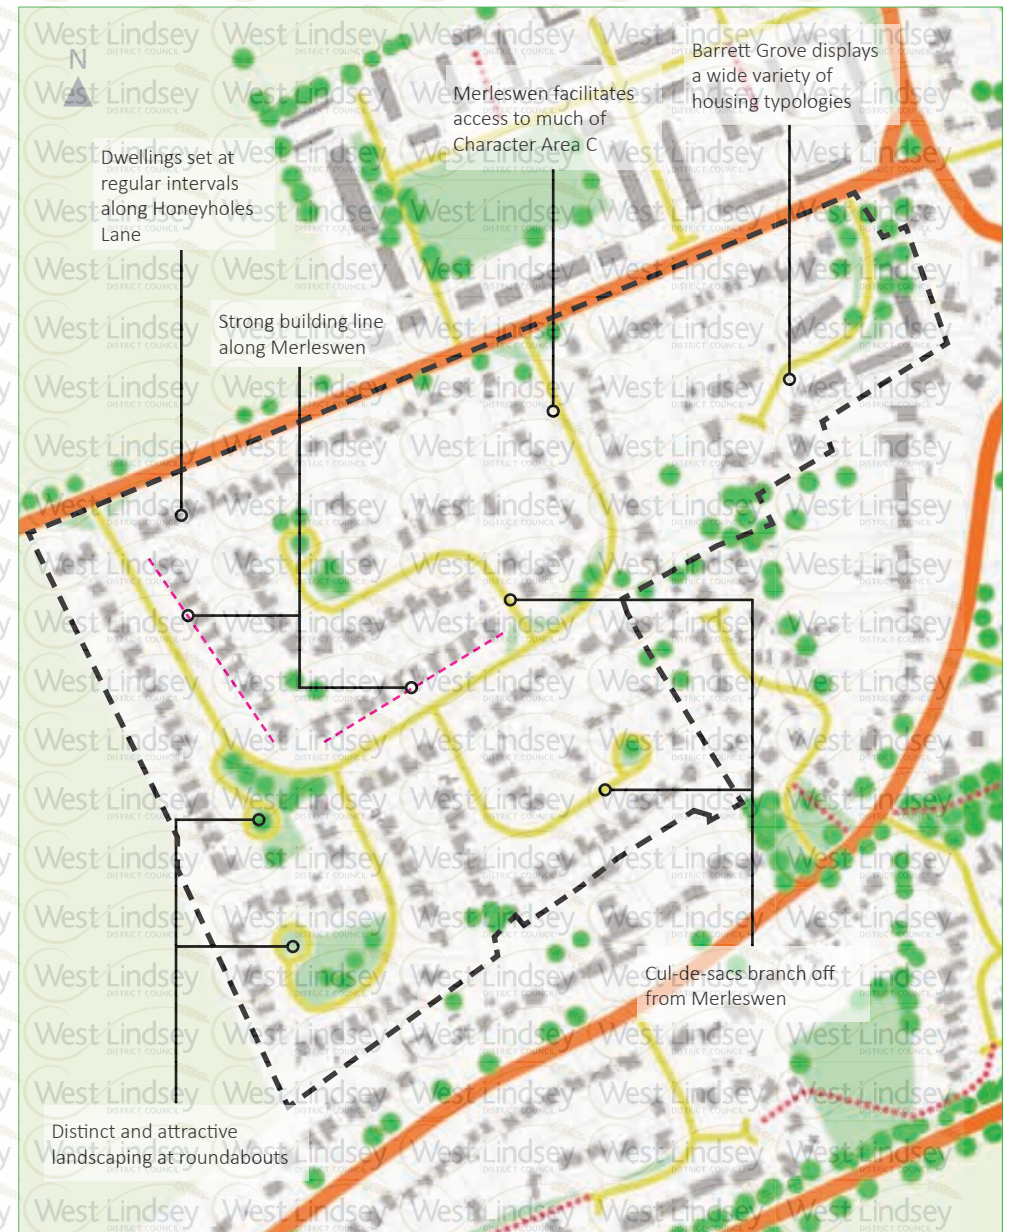 N
Barrett Grove displays
a wide variety of
housing typologies
Merleswen facilitates
access to much of
Character Area C
Dwellings set at
regular intervals
along Honeyholes
Lane
Strong building line
along Merleswen
Cul-de-sacs branch off
from Merleswen
Distinct and attractive
landscaping at roundabouts
West Lindsey
DISTRICT COUNCIL